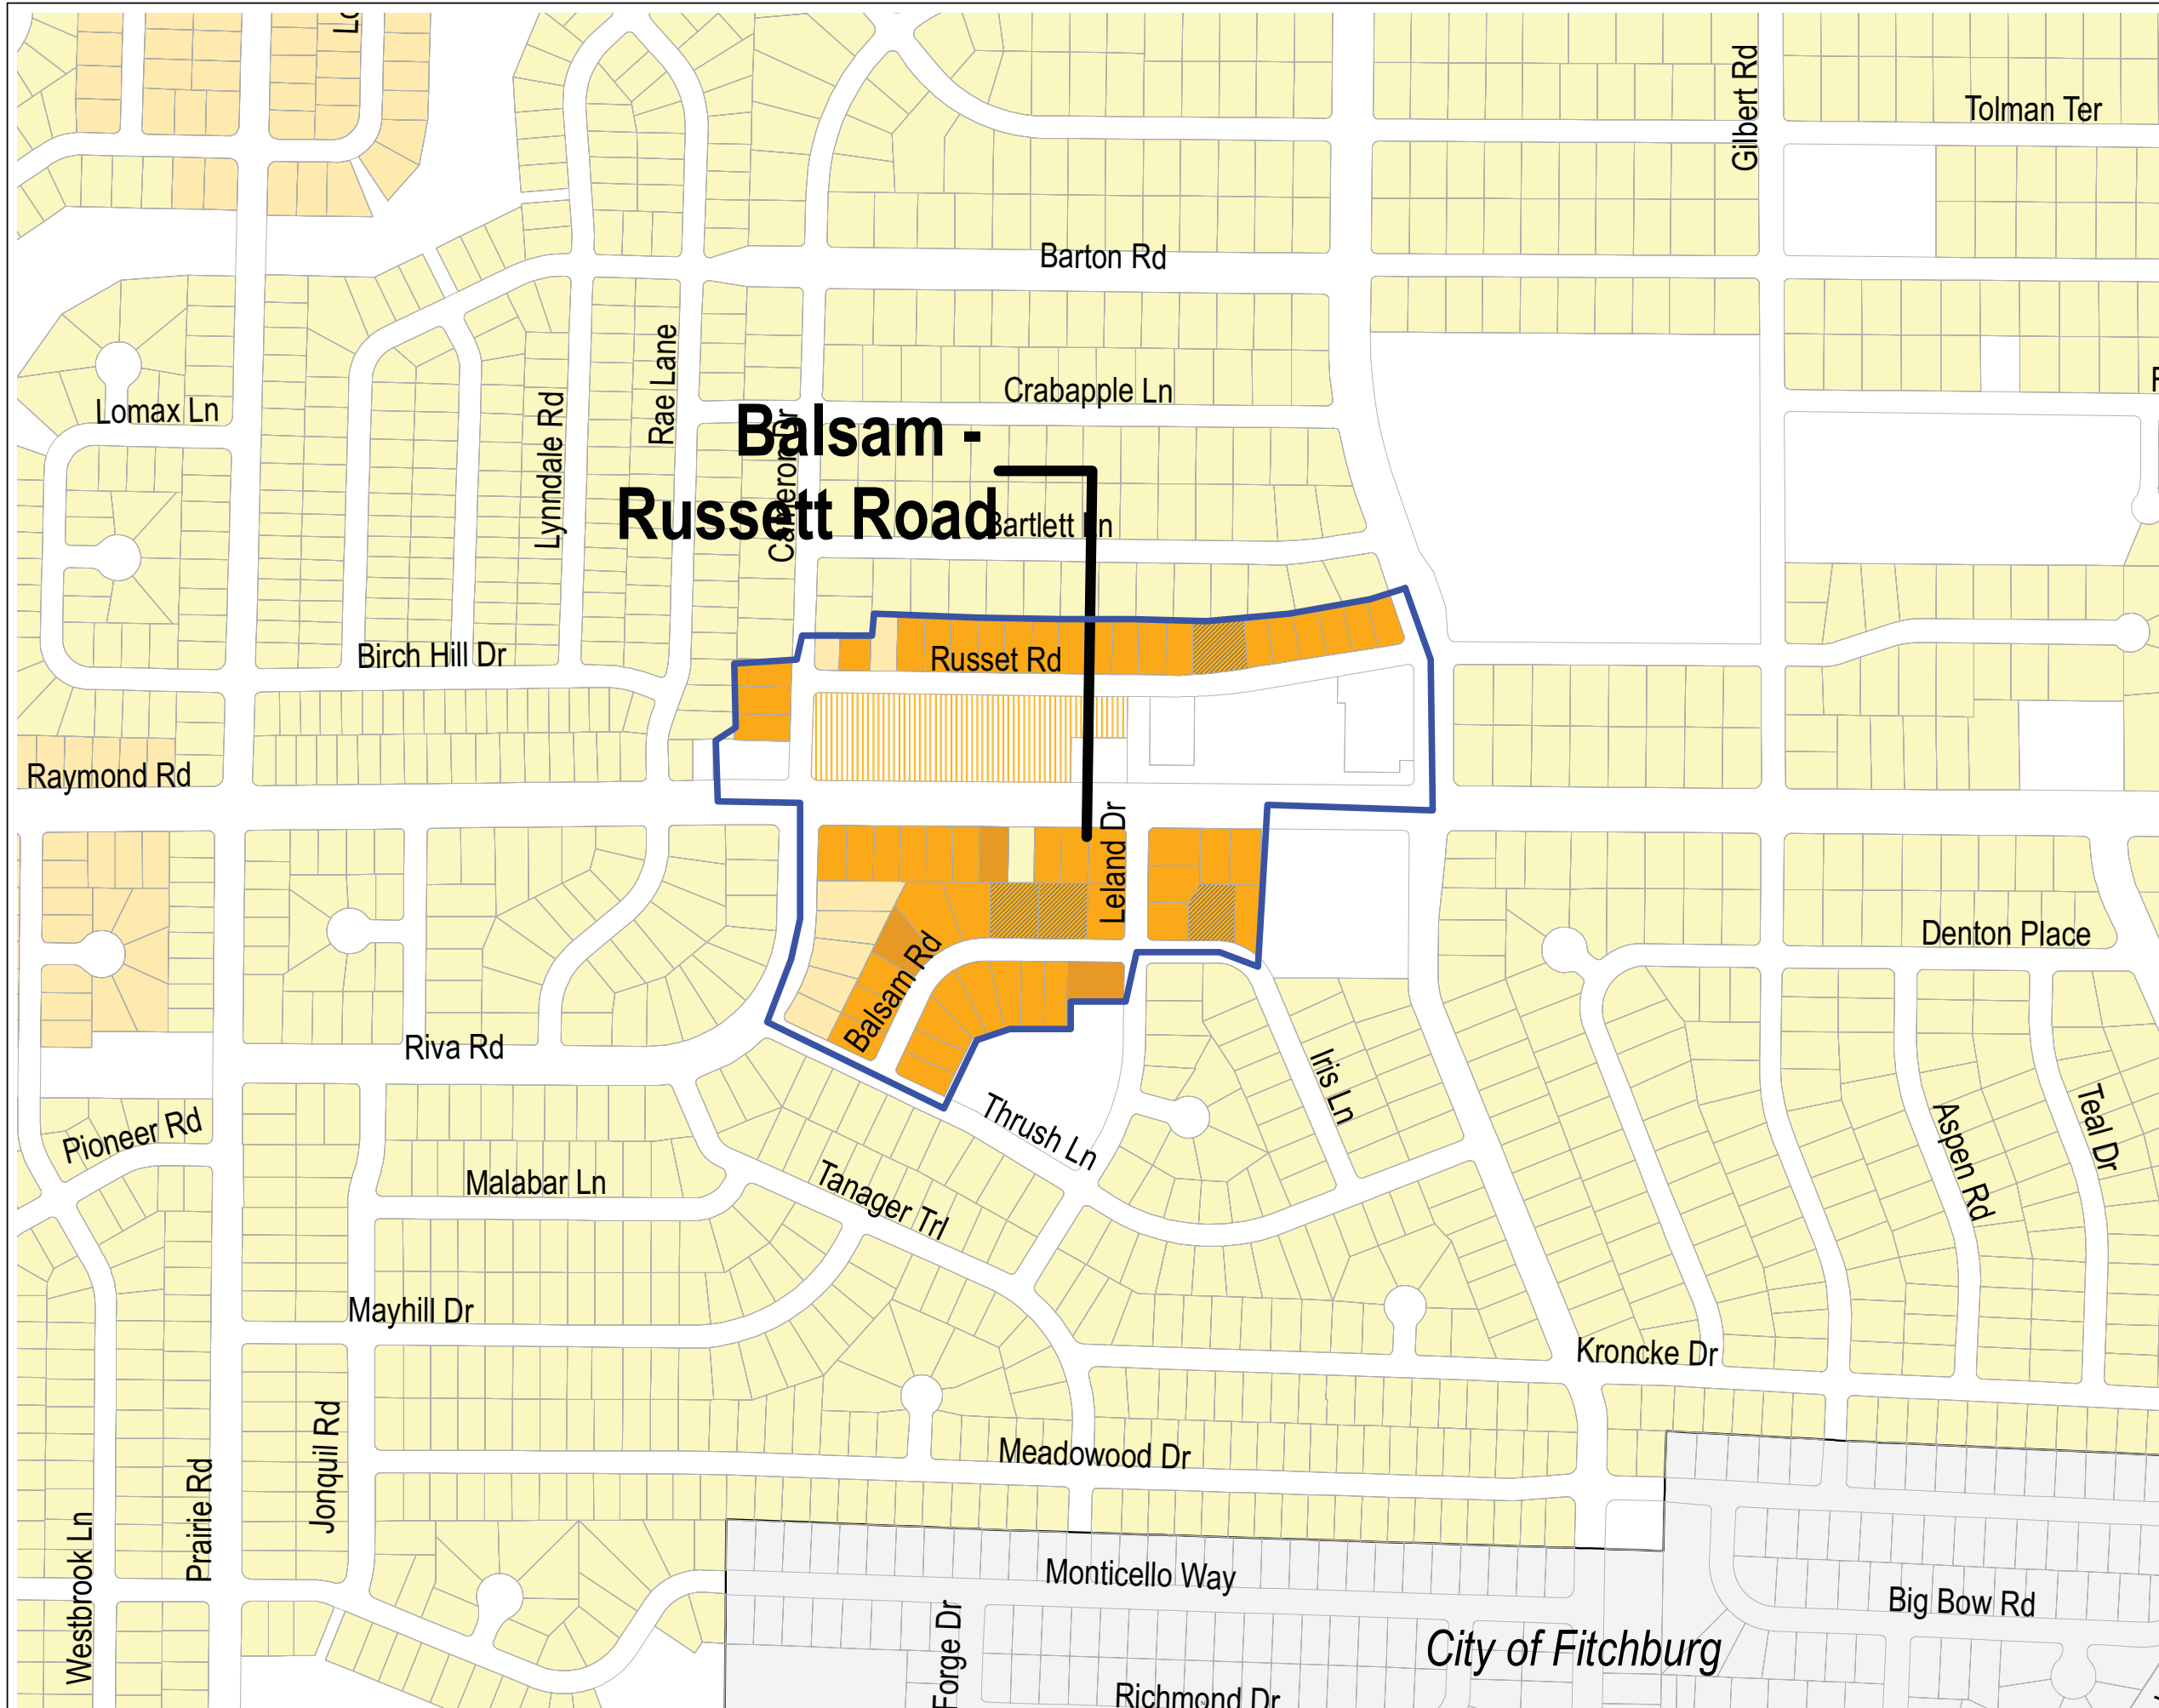 Gilbert Rd
Tolman Ter
Barton Rd
Rae Lane
Crabapple Ln
Lomax Ln
Lynndale Rd
Cameron Dr
Balsam -
Russett Road
Bartlett Ln
Birch Hill Dr
Russet Rd
Raymond Rd
Leland Dr
Denton Place
Balsam Rd
Riva Rd
Iris Ln
Thrush Ln
Pioneer Rd
Teal Dr
Aspen Rd
Malabar Ln
Tanager Trl
Mayhill Dr
Kroncke Dr
Jonquil Rd
Meadowood Dr
Prairie Rd
Westbrook Ln
Monticello Way
Big Bow Rd
Forge Dr
City of Fitchburg
Richmond Dr